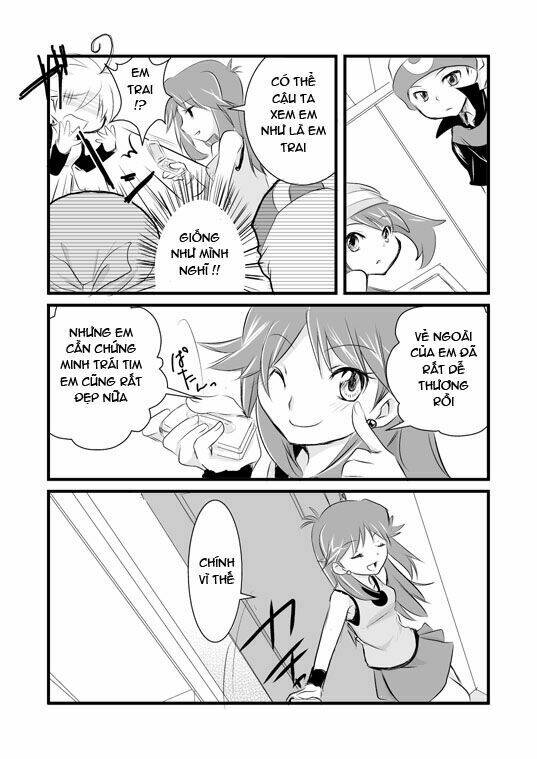 CÓ THỂ
CẬU TA
XEM EM
NHƯ LÀ EM
TRAI
EM
TRAI
!?
GIỐNG
NHƯ MÌNH
NGHĨ !!
VẺ NGOÀI
CỦA EM ĐÃ
RẤT DỄ
THƯƠNG
RỒI
NHƯNG EM
CẦN CHỨNG
MINH TRÁI TIM
EM CŨNG RẤT
ĐẸP NỮA
CHÍNH
VÌ THẾ